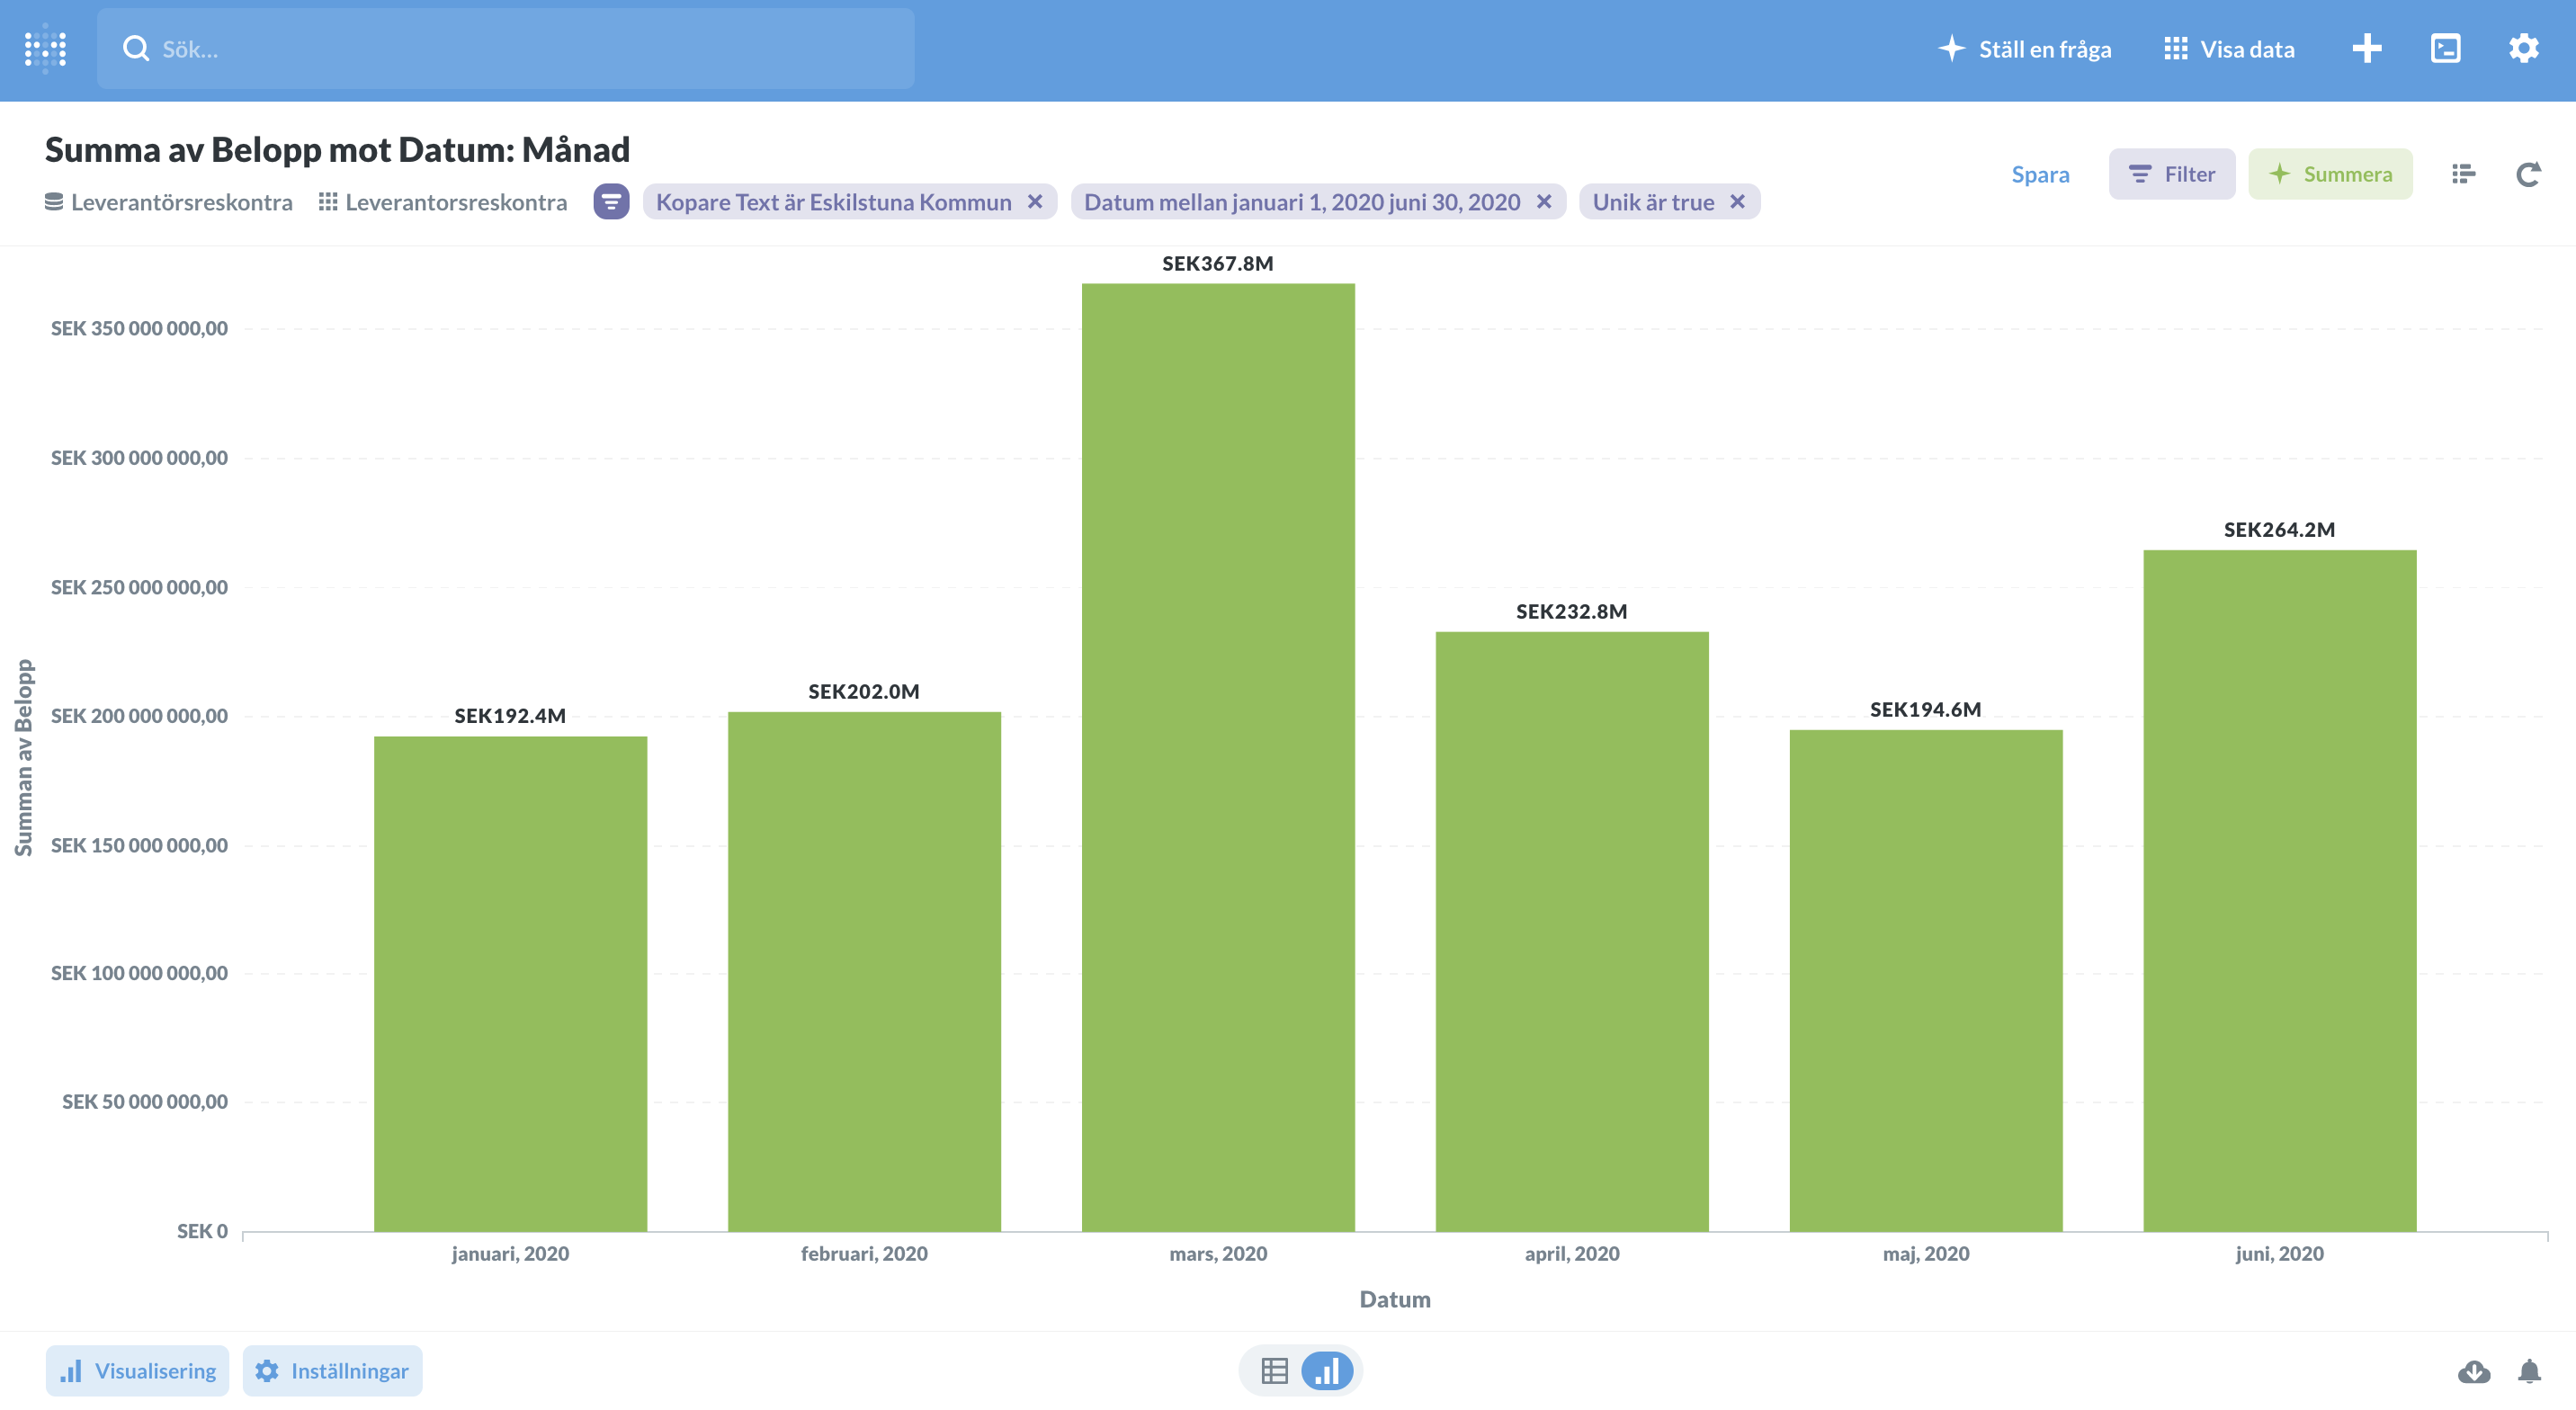 Sök...
Ställ en fråga
Visa data
Summa av Belopp mot Datum: Månad
Leverantörsreskontra Leverantorsreskontra Kopare Text är Eskilstuna Kommun Datum mellan januari 1, 2020 juni 30, 2020 Unik är true
Spara
Filter
Summera
Summan av Belopp
SEK 350 000 000,00
SEK 300 000 000,00
SEK 250 000 000,00
SEK 200 000 000,00
SEK 150 000 000,00
SEK 100 000 000,00
SEK 50 000 000,00
SEK 0
SEK192.4M
SEK202.0M
SEK367.8M
SEK232.8M
SEK194.6M
SEK264.2M
januari, 2020
februari, 2020
mars, 2020
april, 2020
maj, 2020
juni, 2020
Datum
Visualisering
Inställningar